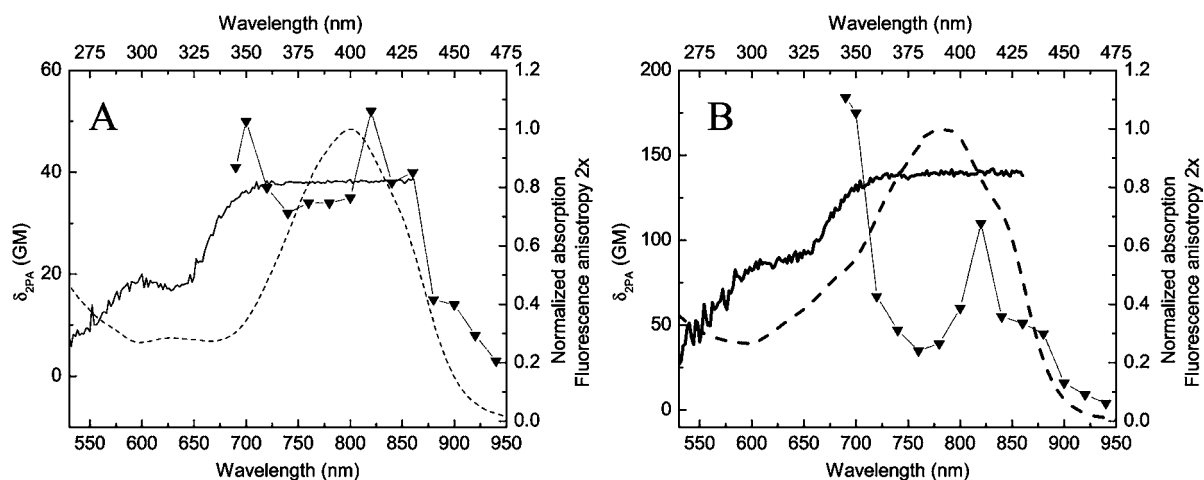 Wavelength (nm)
275 300 325 350 375 400 425 450 475
A
60
40
20
0
δ2PA (GM)
1.2
1.0
0.8
0.6
0.4
0.2
0.0
Normalized absorption
Fluorescence anisotropy 2x
550 600 650 700 750 800 850 900 950
Wavelength (nm)
Wavelength (nm)
275 300 325 350 375 400 425 450 475
B
200
150
100
50
0
δ2PA (GM)
1.2
1.0
0.8
0.6
0.4
0.2
0.0
Normalized absorption
Fluorescence anisotropy 2x
550 600 650 700 750 800 850 900 950
Wavelength (nm)